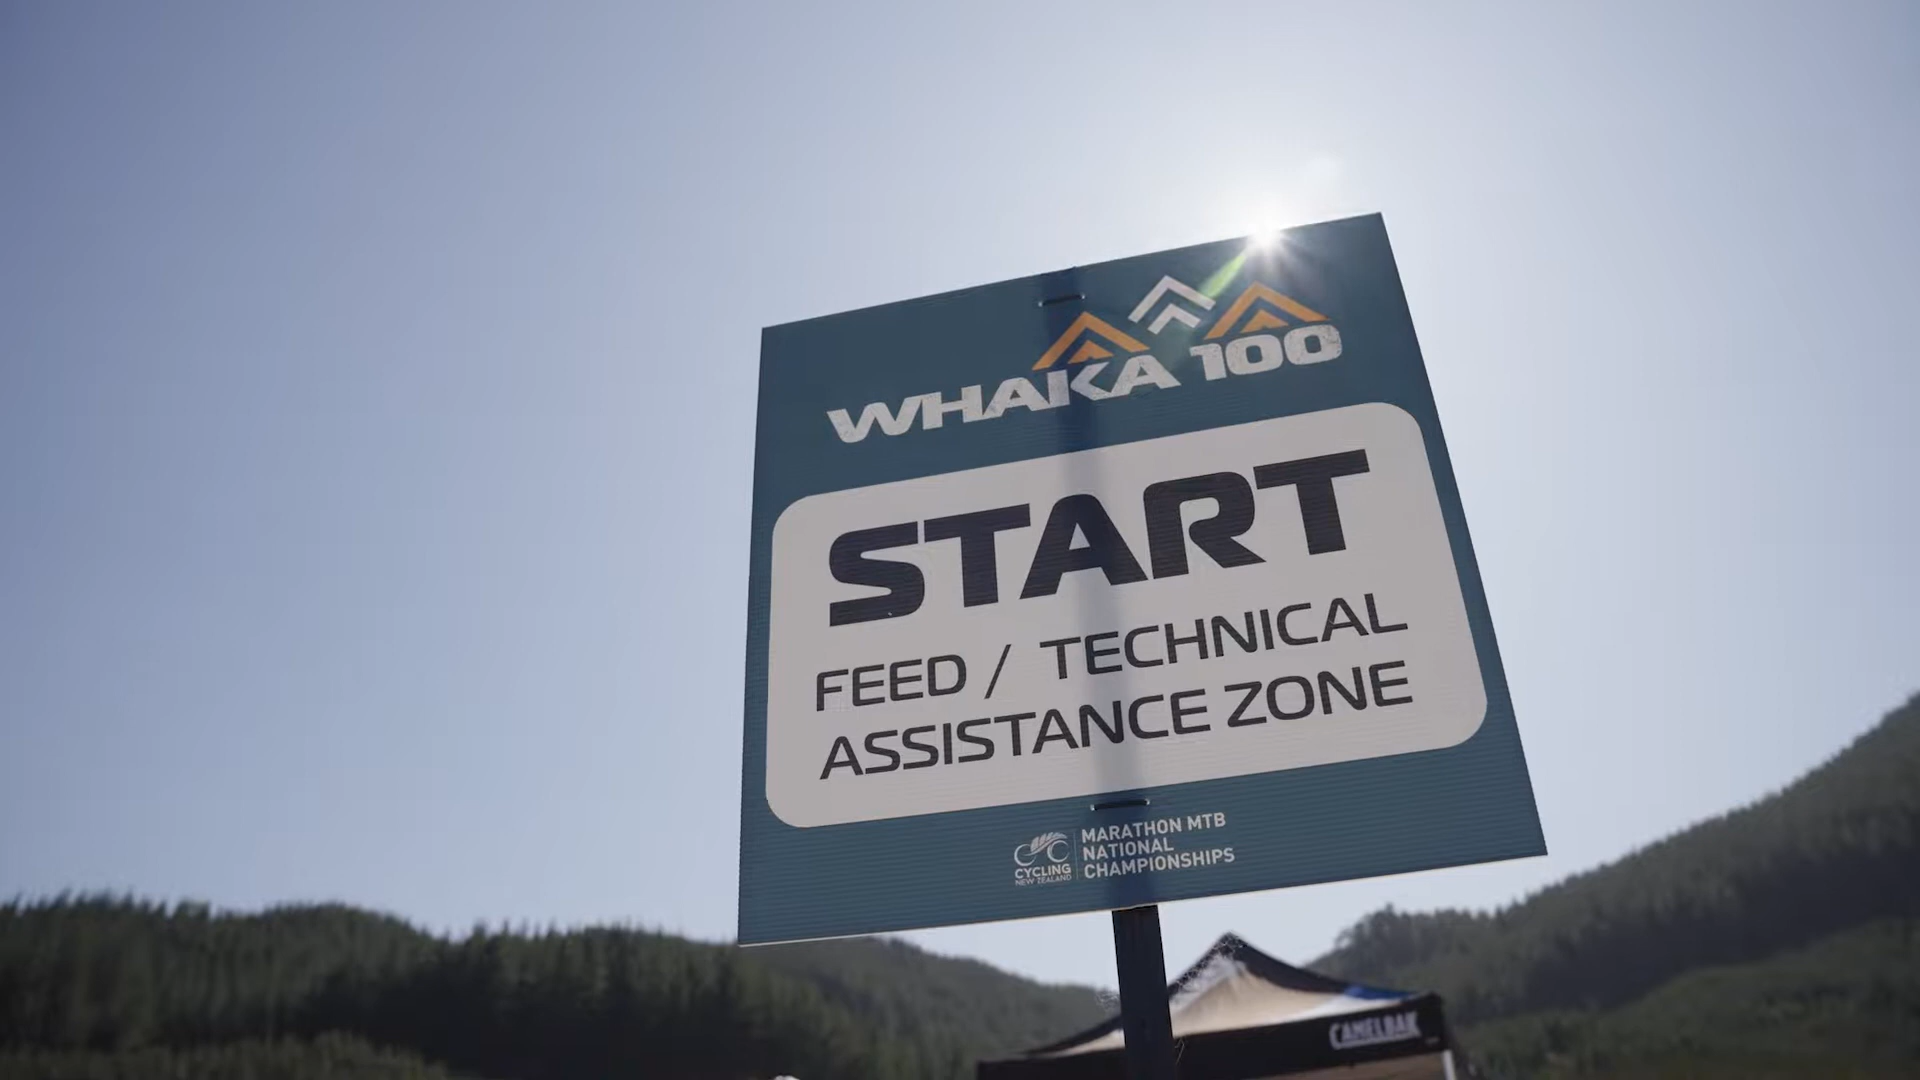 WHAKA 100
START
FEED / TECHNICAL
ASSISTANCE ZONE
CYCLING
NEW ZEALAND
MARATHON MTB
NATIONAL
CHAMPIONSHIPS
CAMELBAK